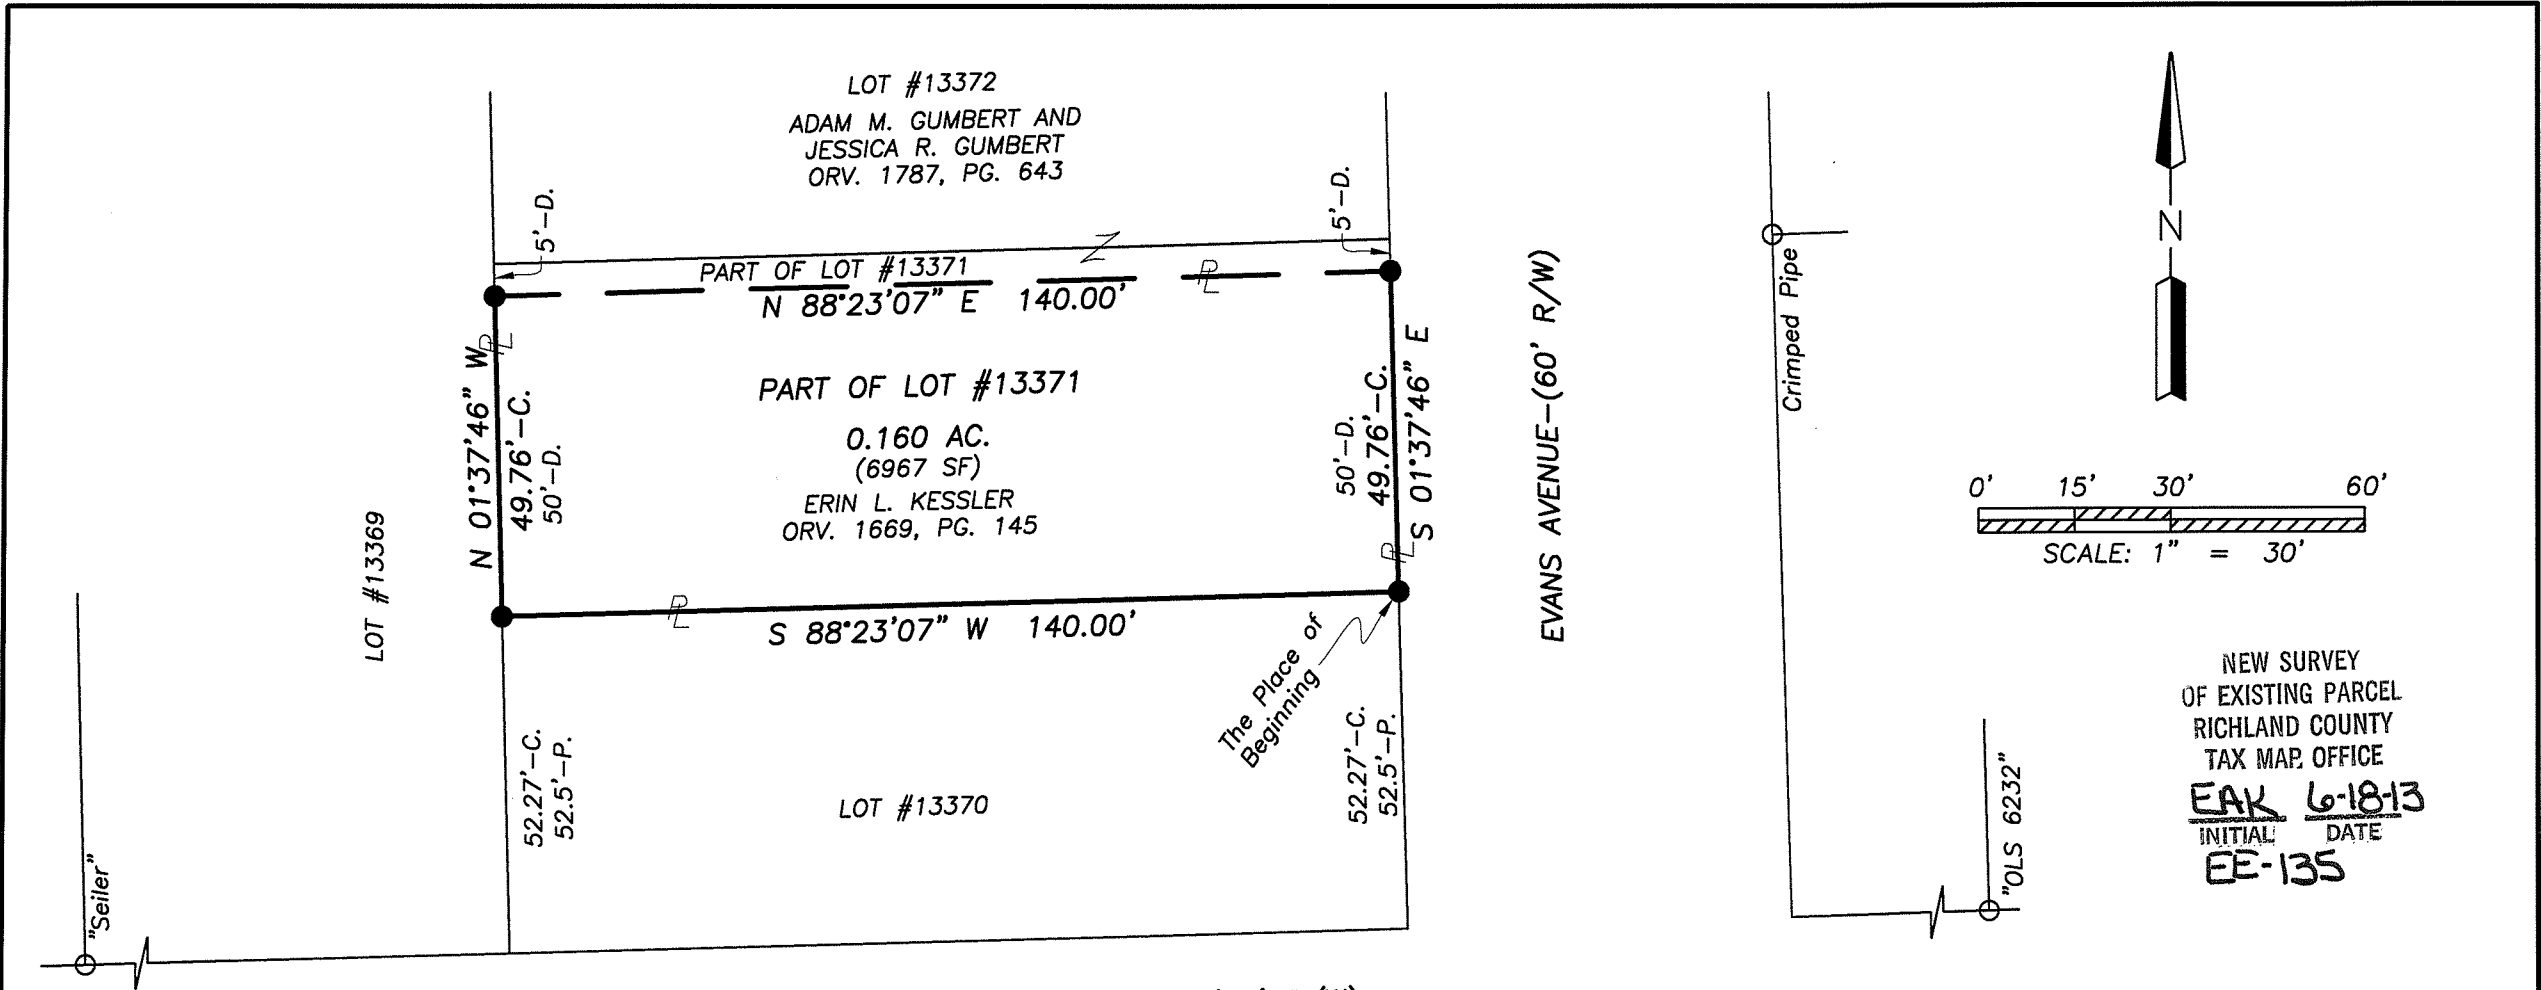 LOT #13372
ADAM M. GUMBERT AND
JESSICA R. GUMBERT
ORV. 1787, PG. 643
5'-D.
5'-D.
PART OF LOT #13371
Z
PL
N 88°23'07" E 140.00'
PL
N 01°37'46" W
49.76'-C.
50'-D.
PART OF LOT #13371
0.160 AC.
(6967 SF)
ERIN L. KESSLER
ORV. 1669, PG. 145
50'-D.
49.76'-C.
S 01°37'46" E
PL
LOT #13369
PL
S 88°23'07" W 140.00'
The Place of
Beginning
EVANS AVENUE-(60' R/W)
Crimped Pipe
N
0' 15' 30' 60'
SCALE: 1" = 30'
52.27'-C.
52.5'-P.
LOT #13370
52.27'-C.
52.5'-P.
"Seiler"
"OLS 6232"
NEW SURVEY
OF EXISTING PARCEL
RICHLAND COUNTY
TAX MAP OFFICE
EAK 6-18-13
INITIAL DATE
EE-135